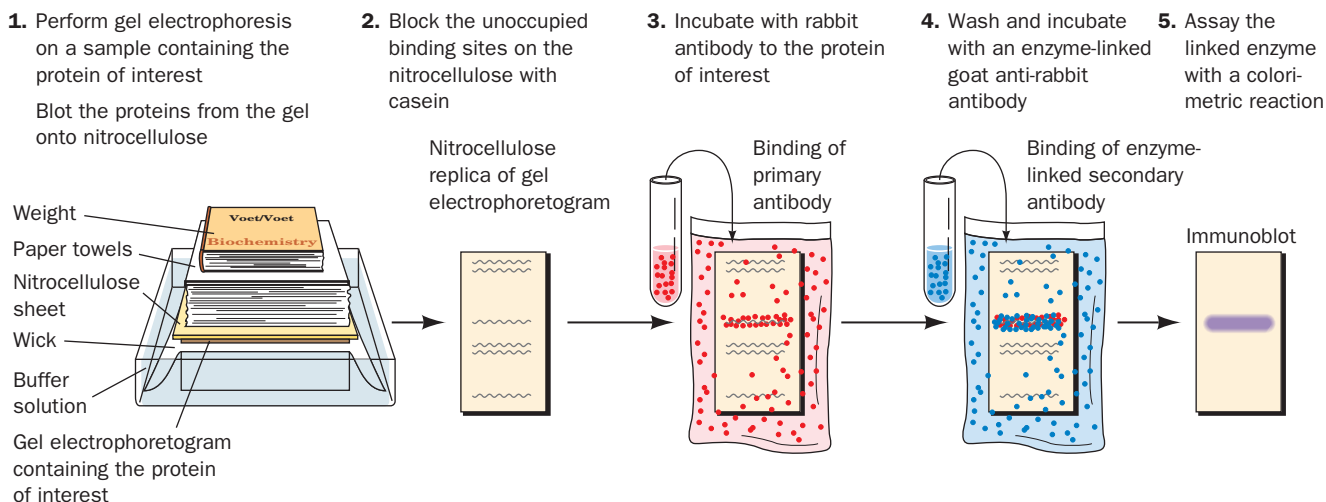 1. Perform gel electrophoresis
on a sample containing the
protein of interest
Blot the proteins from the gel
onto nitrocellulose
2. Block the unoccupied
binding sites on the
nitrocellulose with
casein
3. Incubate with rabbit
antibody to the protein
of interest
4. Wash and incubate
with an enzyme-linked
goat anti-rabbit
antibody
5. Assay the
linked enzyme
with a colori-
metric reaction
Weight
Paper towels
Nitrocellulose
sheet
Wick
Buffer
solution
Gel electrophoretogram
containing the protein
of interest
Voet/Voet
Biochemistry
Nitrocellulose
replica of gel
electrophoretogram
Binding of
primary
antibody
Binding of enzyme-
linked secondary
antibody
Immunoblot